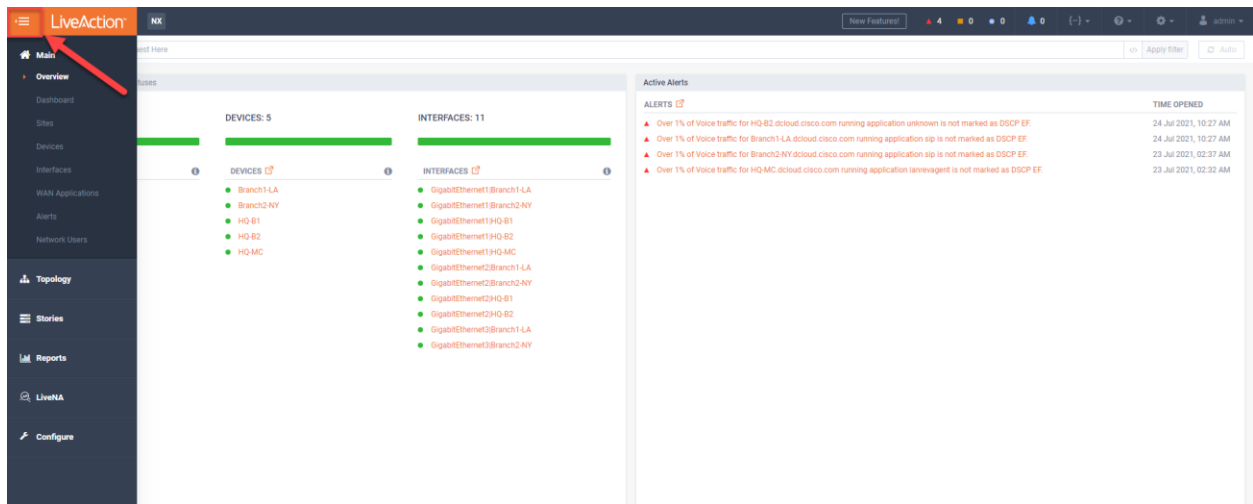 LiveAction
NX
New Features!
4
0
0
0
{--}
admin
Main
est Here
Apply filter
Auto
Overview
Dashboard
Sites
Devices
Interfaces
WAN Applications
Alerts
Network Users
Topology
Stories
Reports
LiveNA
Configure
tuses
DEVICES: 5
INTERFACES: 11
DEVICES
INTERFACES
Branch1-LA
Branch2-NY
HQ-B1
HQ-B2
HQ-MC
GigabitEthernet1|Branch1-LA
GigabitEthernet1|Branch2-NY
GigabitEthernet1|HQ-B1
GigabitEthernet1|HQ-B2
GigabitEthernet1|HQ-MC
GigabitEthernet2|Branch1-LA
GigabitEthernet2|Branch2-NY
GigabitEthernet2|HQ-B1
GigabitEthernet2|HQ-B2
GigabitEthernet3|Branch1-LA
GigabitEthernet3|Branch2-NY
Active Alerts
ALERTS TIME OPENED
Over 1% of Voice traffic for HQ-B2.dcloud.cisco.com running application unknown is not marked as DSCP EF. 24 Jul 2021, 10:27 AM
Over 1% of Voice traffic for Branch1-LA.dcloud.cisco.com running application sip is not marked as DSCP EF. 24 Jul 2021, 10:27 AM
Over 1% of Voice traffic for Branch2-NY.dcloud.cisco.com running application sip is not marked as DSCP EF. 23 Jul 2021, 02:37 AM
Over 1% of Voice traffic for HQ-MC.dcloud.cisco.com running application lanrevagent is not marked as DSCP EF. 23 Jul 2021, 02:32 AM